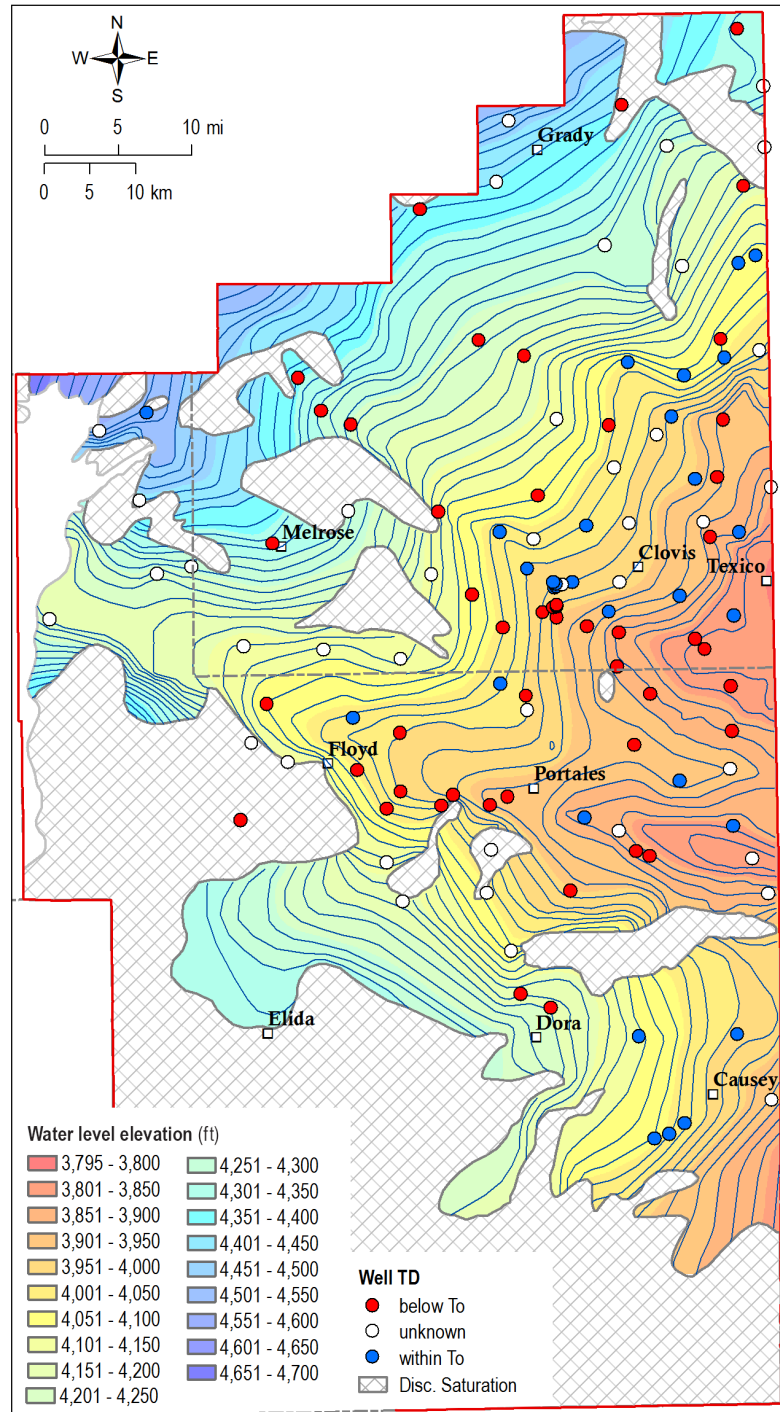 N
W E
S
0 5 10 mi
0 5 10 km
Grady
Melrose
Clovis
Texico
Floyd
Portales
Elida
Dora
Causey
Water level elevation (ft)
3,795 - 3,800
3,801 - 3,850
3,851 - 3,900
3,901 - 3,950
3,951 - 4,000
4,001 - 4,050
4,051 - 4,100
4,101 - 4,150
4,151 - 4,200
4,201 - 4,250
4,251 - 4,300
4,301 - 4,350
4,351 - 4,400
4,401 - 4,450
4,451 - 4,500
4,501 - 4,550
4,551 - 4,600
4,601 - 4,650
4,651 - 4,700
Well TD
below To
unknown
within To
Disc. Saturation